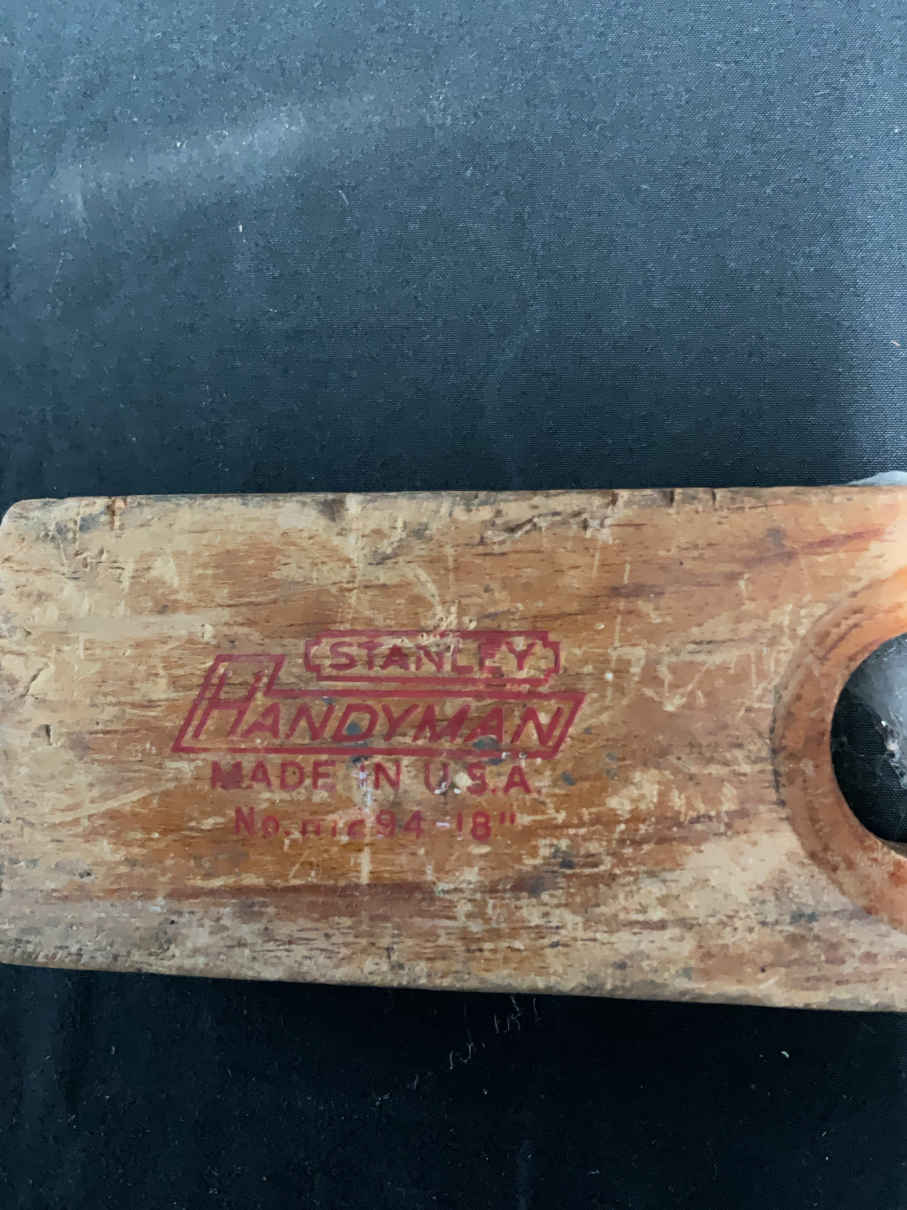 STANLEY
HANDYMAN
MADE IN U.S.A.
No. 94-18"